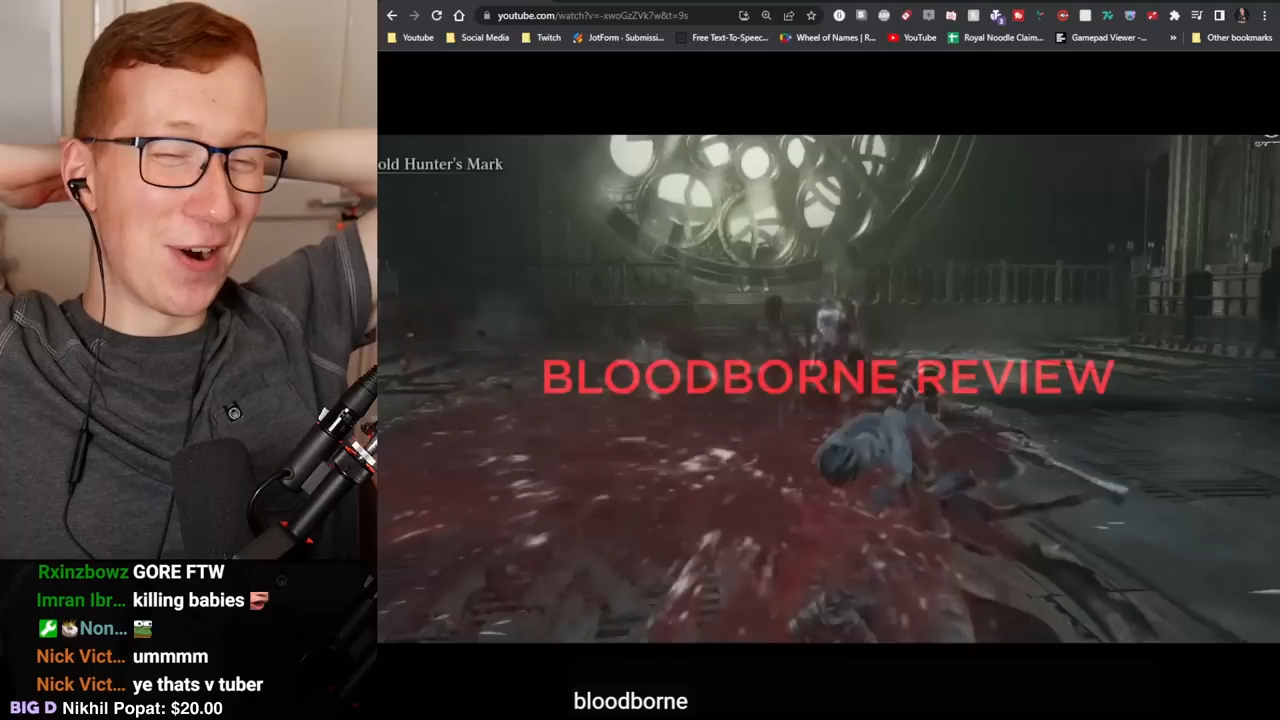 youtube.com/watch?v=-xwoGzZVk7w&t=9s
Youtube Social Media Twitch JotForm · Submissi... Free Text-To-Speec... Wheel of Names | R... YouTube Royal Noodle Claim... Gamepad Viewer -... » Other bookmarks
old Hunter's Mark
BLOODBORNE REVIEW
Rxinzbowz GORE FTW
Imran Ibr... killing babies
Non...
Nick Vict... ummmm
Nick Vict... ye thats v tuber
BIG D Nikhil Popat: $20.00
bloodborne